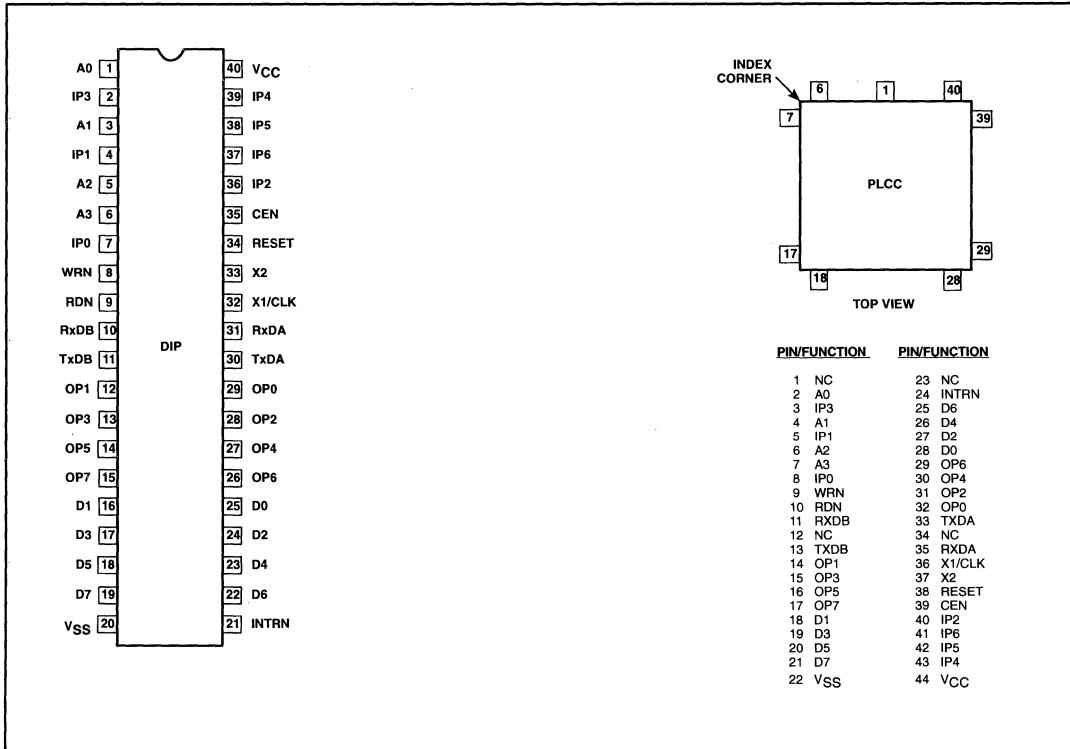 A0 1 40 VCC
IP3 2 39 IP4
A1 3 38 IP5
IP1 4 37 IP6
A2 5 36 IP2
A3 6 35 CEN
IP0 7 34 RESET
WRN 8 33 X2
RDN 9 32 X1/CLK
RxDB 10 31 RxDA
TxDB 11 30 TxDA
DIP
OP1 12 29 OP0
OP3 13 28 OP2
OP5 14 27 OP4
OP7 15 26 OP6
D1 16 25 D0
D3 17 24 D2
D5 18 23 D4
D7 19 22 D6
VSS 20 21 INTRN
INDEX
CORNER
6 1 40
7 39
PLCC
17 29
18 28
TOP VIEW
PIN/FUNCTION PIN/FUNCTION
1 NC 23 NC
2 A0 24 INTRN
3 IP3 25 D6
4 A1 26 D4
5 IP1 27 D2
6 A2 28 D0
7 A3 29 OP6
8 IP0 30 OP4
9 WRN 31 OP2
10 RDN 32 OP0
11 RXDB 33 TXDA
12 NC 34 NC
13 TXDB 35 RXDA
14 OP1 36 X1/CLK
15 OP3 37 X2
16 OP5 38 RESET
17 OP7 39 CEN
18 D1 40 IP2
19 D3 41 IP6
20 D5 42 IP5
21 D7 43 IP4
22 VSS 44 VCC